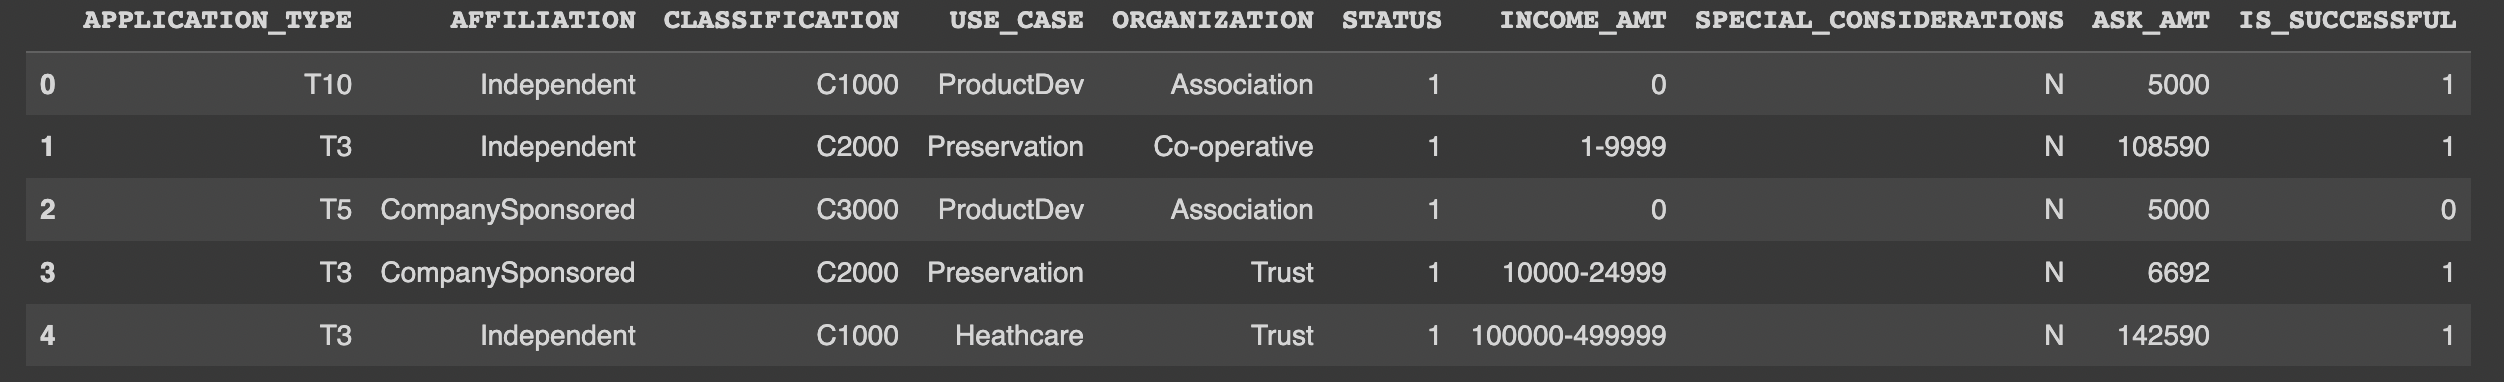 APPLICATION_TYPE AFFILIATION CLASSIFICATION USE_CASE ORGANIZATION STATUS INCOME_AMT SPECIAL_CONSIDERATIONS ASK_AMT IS_SUCCESSFUL
0 T10 Independent C1000 ProductDev Association 1 0 N 5000 1
1 T3 Independent C2000 Preservation Co-operative 1 1-9999 N 108590 1
2 T5 CompanySponsored C3000 ProductDev Association 1 0 N 5000 0
3 T3 CompanySponsored C2000 Preservation Trust 1 10000-24999 N 6692 1
4 T3 Independent C1000 Heathcare Trust 1 100000-499999 N 142590 1